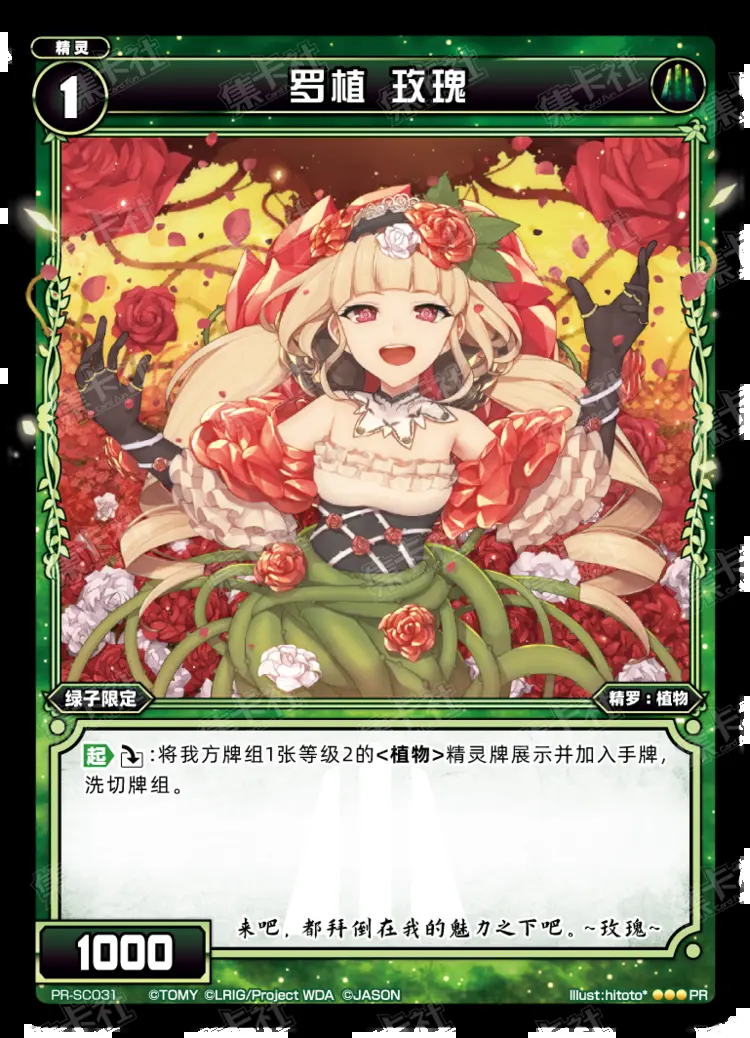 精灵
1
罗植 玫瑰
绿子限定
精罗:植物
起 :将我方牌组1张等级2的<植物>精灵牌展示并加入手牌,
洗切牌组。
来吧,都拜倒在我的魅力之下吧。~玫瑰~
1000
PR-SC031 ©TOMY ©LRIG/Project WDA ©JASON Illust:hitoto* PR
集卡社